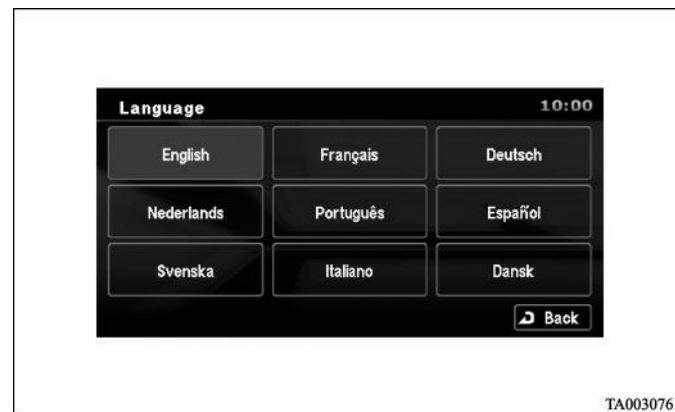 Language 10:00
English Français Deutsch
Nederlands Português Español
Svenska Italiano Dansk
Back
TA003076